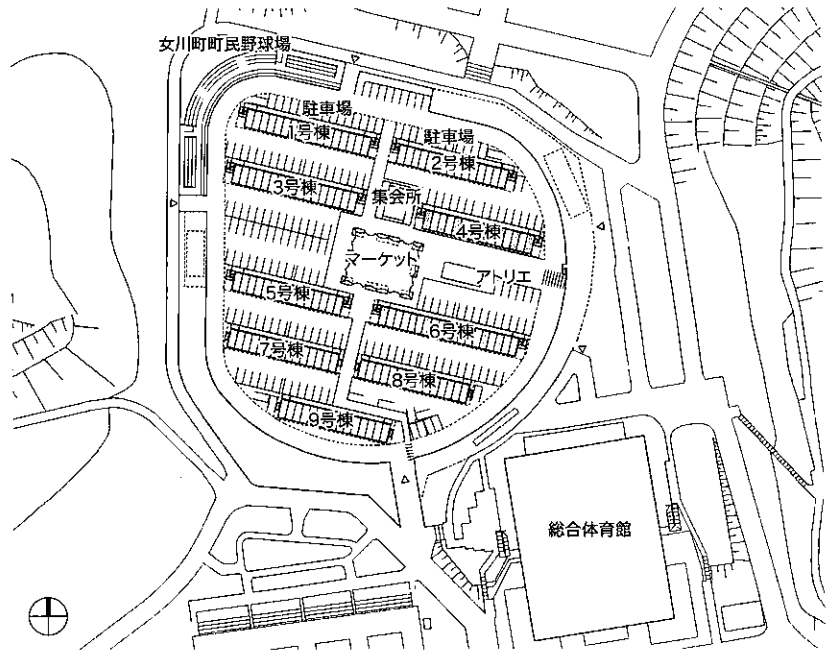 女川町町民野球場
駐車場
1号棟
駐車場
2号棟
3号棟
集会所
4号棟
マーケット
アトリエ
5号棟
6号棟
7号棟
8号棟
9号棟
総合体育館